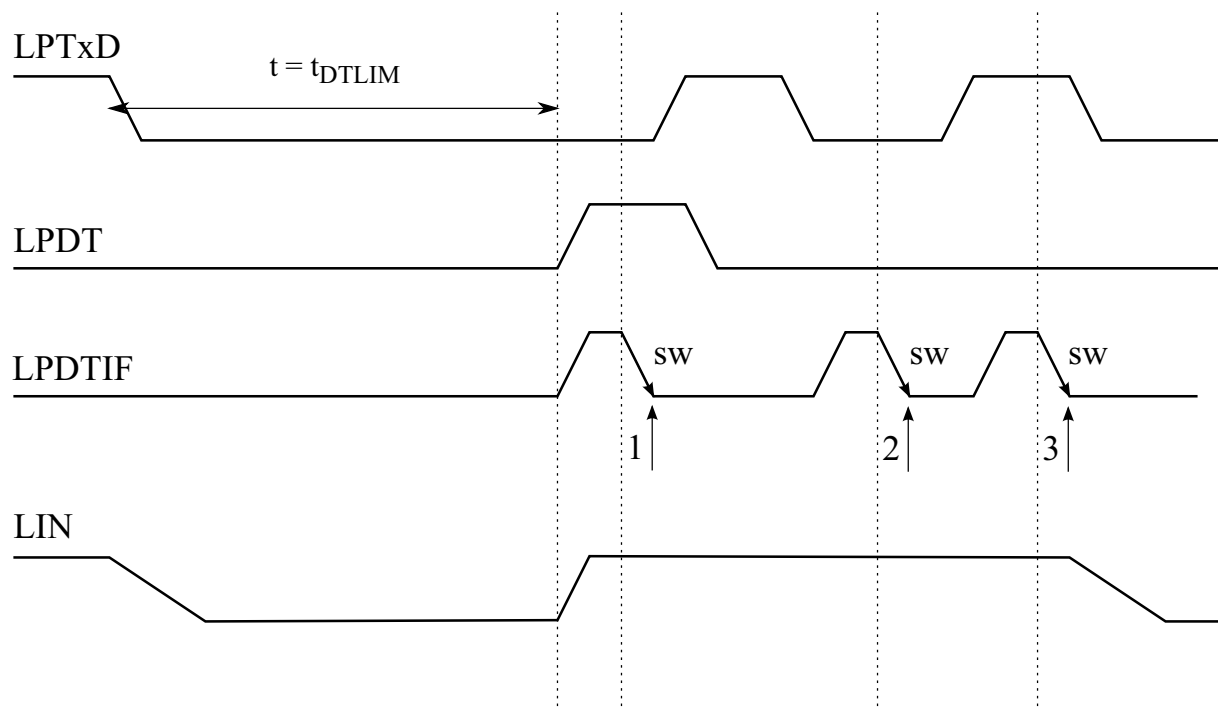 LPTxD
t = tDTLIM
LPDT
LPDTIF
sw
sw
sw
1
2
3
LIN